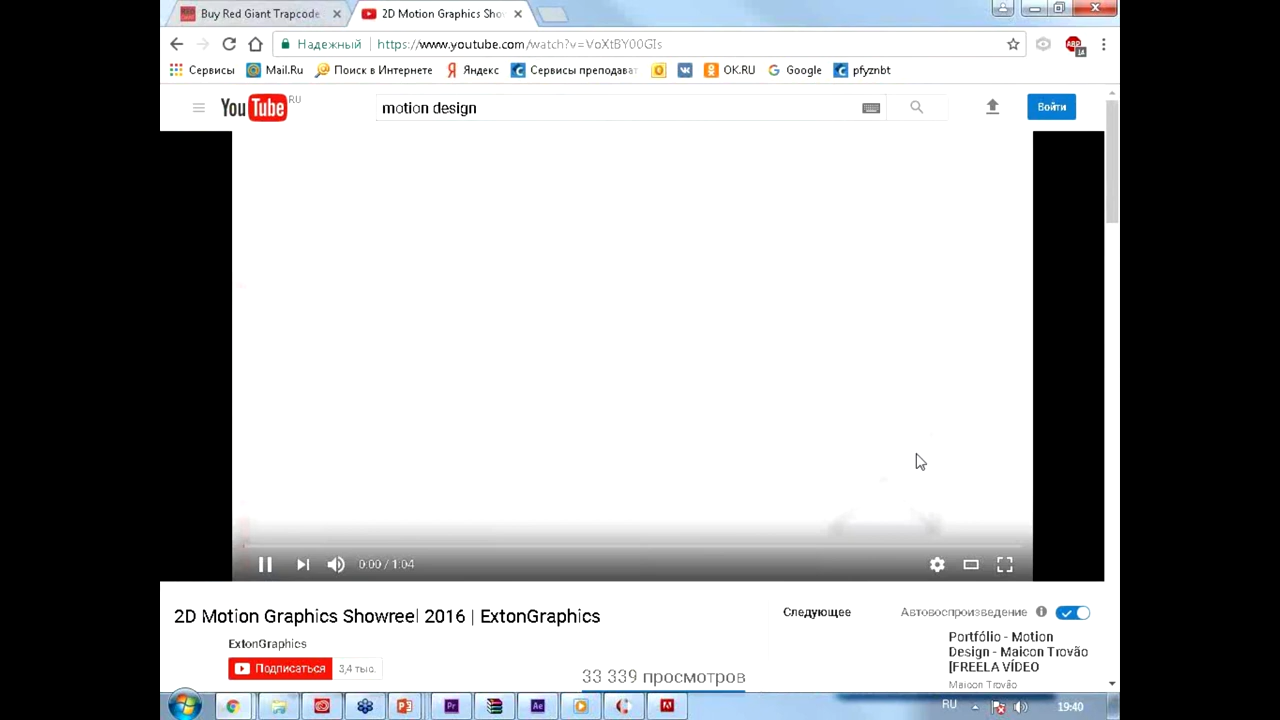 Buy Red Giant Trapcode
2D Motion Graphics Sho
Надежный https://www.youtube.com/watch?v=VoXtBY00GIs
ABP
Сервисы Mail.Ru Поиск в Интернете Яндекс Сервисы преподават OK.RU Google pfyznbt
YouTube RU
motion design
Войти
0:00 / 1:04
2D Motion Graphics Showreel 2016 | ExtonGraphics
ExtonGraphics
Подписаться 3,4 тыс.
33 339 просмотров
Следующее
Автовоспроизведение
Portfólio - Motion
Design - Maicon Trovão
[FREELA VÍDEO
Maicon Trovão
Pr
Ae
RU
19:40